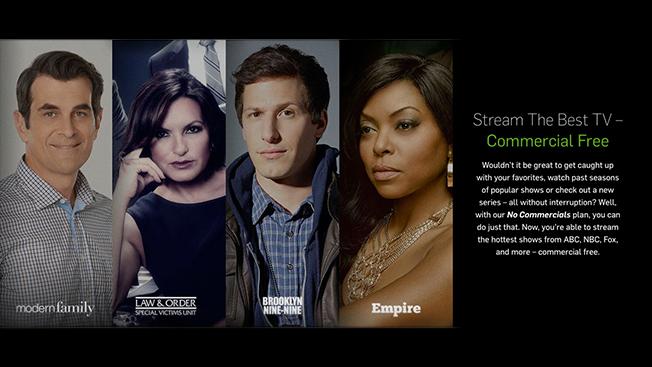 modern family
LAW & ORDER
SPECIAL VICTIMS UNIT
BROOKLYN
NINE-NINE
Empire
Stream The Best TV –
Commercial Free
Wouldn't it be great to get caught up
with your favorites, watch past seasons
of popular shows or check out a new
series – all without interruption? Well,
with our No Commercials plan, you can
do just that. Now, you're able to stream
the hottest shows from ABC, NBC, Fox,
and more – commercial free.